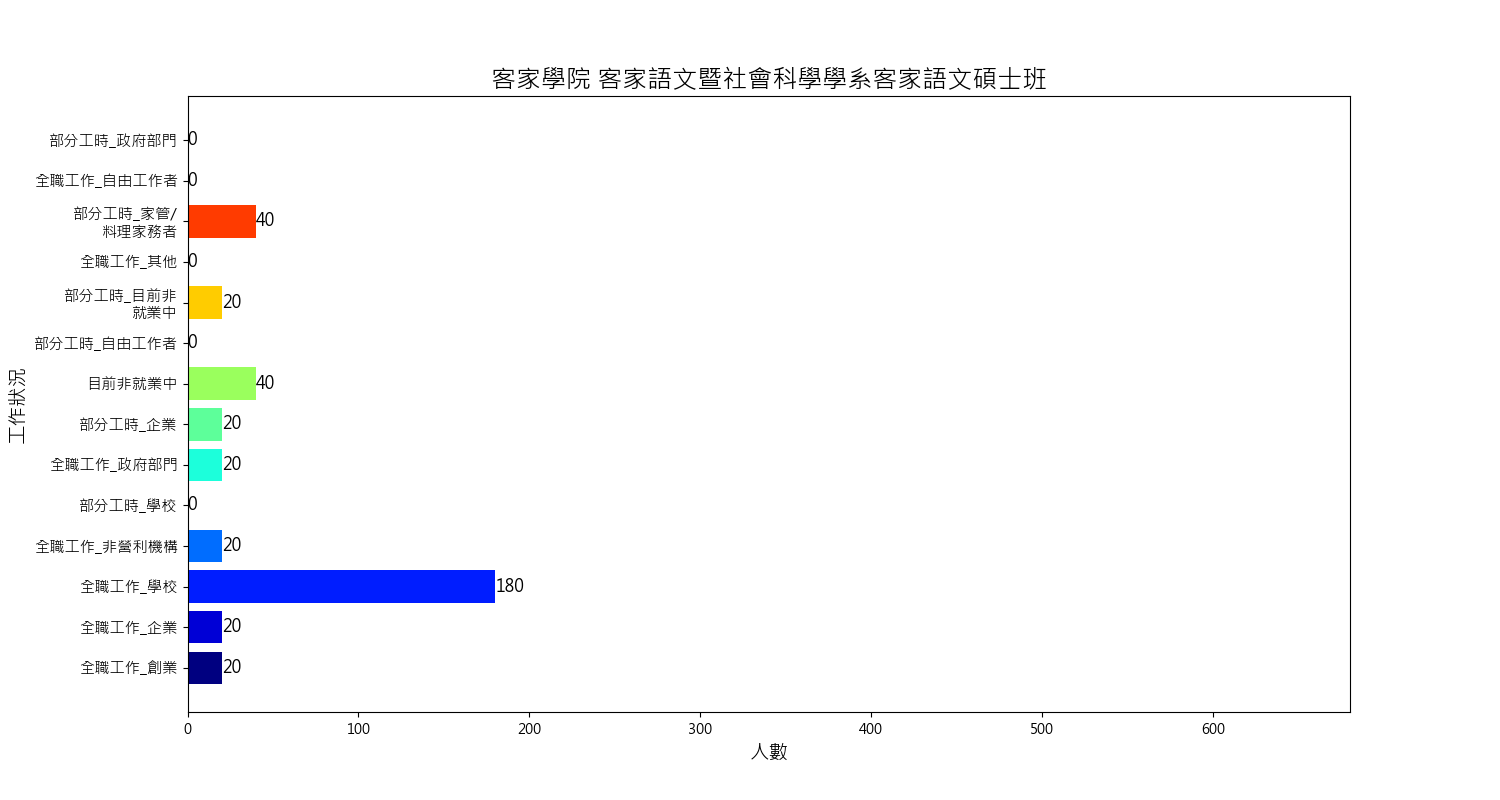 客家學院 客家語文暨社會科學學系客家語文碩士班
部分工時_政府部門
0
全職工作_自由工作者
0
部分工時_家管/
料理家務者
40
全職工作_其他
0
部分工時_目前非
就業中
20
部分工時_自由工作者
0
目前非就業中
40
部分工時_企業
20
全職工作_政府部門
20
部分工時_學校
0
全職工作_非營利機構
20
全職工作_學校
180
全職工作_企業
20
全職工作_創業
20
工作狀況
0 100 200 300 400 500 600
人數